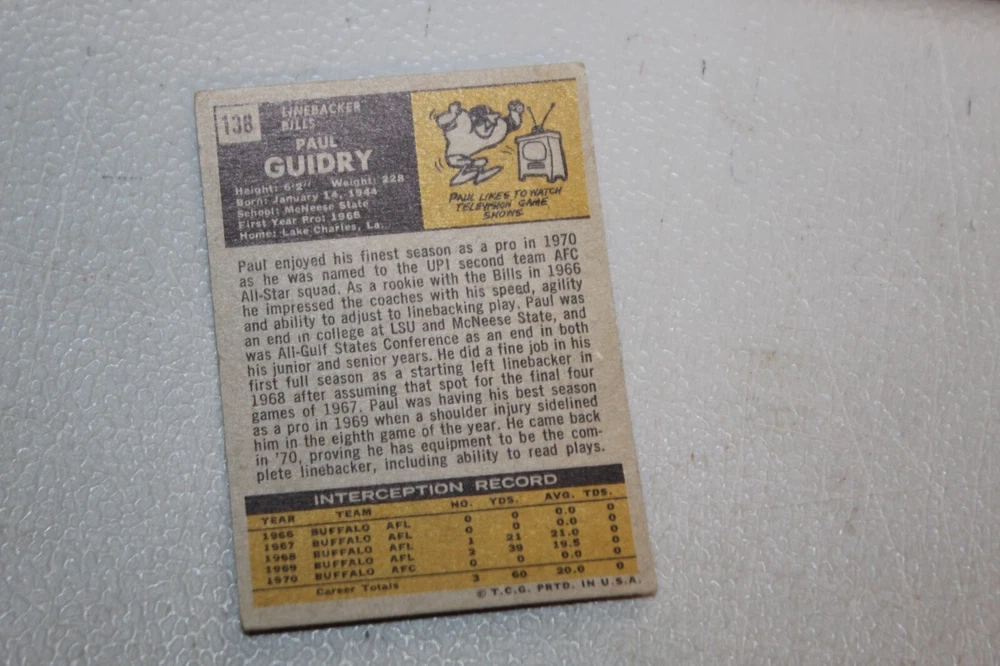 138
LINEBACKER
BILLS
PAUL
GUIDRY
Height: 6'2" Weight: 228
Born: January 14, 1944
School: McNeese State
First Year Pro: 1966
Home: Lake Charles, La.
PAUL LIKES TO WATCH
TELEVISION GAME
SHOWS
Paul enjoyed his finest season as a pro in 1970
as he was named to the UPI second team AFC
All-Star squad. As a rookie with the Bills in 1966
he impressed the coaches with his speed, agility
and ability to adjust to linebacking play. Paul was
an end in college at LSU and McNeese State, and
was All-Gulf States Conference as an end in both
his junior and senior years. He did a fine job in his
first full season as a starting left linebacker in
1968 after assuming that spot for the final four
games of 1967. Paul was having his best season
as a pro in 1969 when a shoulder injury sidelined
him in the eighth game of the year. He came back
in '70, proving he has equipment to be the com-
plete linebacker, including ability to read plays.
INTERCEPTION RECORD
YEAR TEAM NO. YDS. AVG. TDS.
1966 BUFFALO AFL 0 0 0.0 0
1967 BUFFALO AFL 0 0 0.0 0
1968 BUFFALO AFL 1 21 21.0 0
1969 BUFFALO AFL 2 39 19.5 0
1970 BUFFALO AFC 0 0 0.0 0
Career Totals 3 60 20.0 0
© T.C.G. PRTD. IN U.S.A.